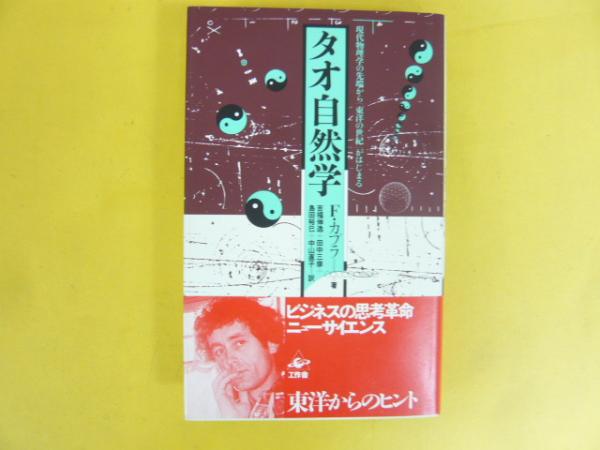 現代物理学の先端から“東洋の世紀”がはじまる
タオ自然学
F・カプラ—著
吉福伸逸—田中三彦—
島田裕巳—中山直子—訳
ビジネスの思考革命
ニューサイエンス
工作舎
東洋からのヒント